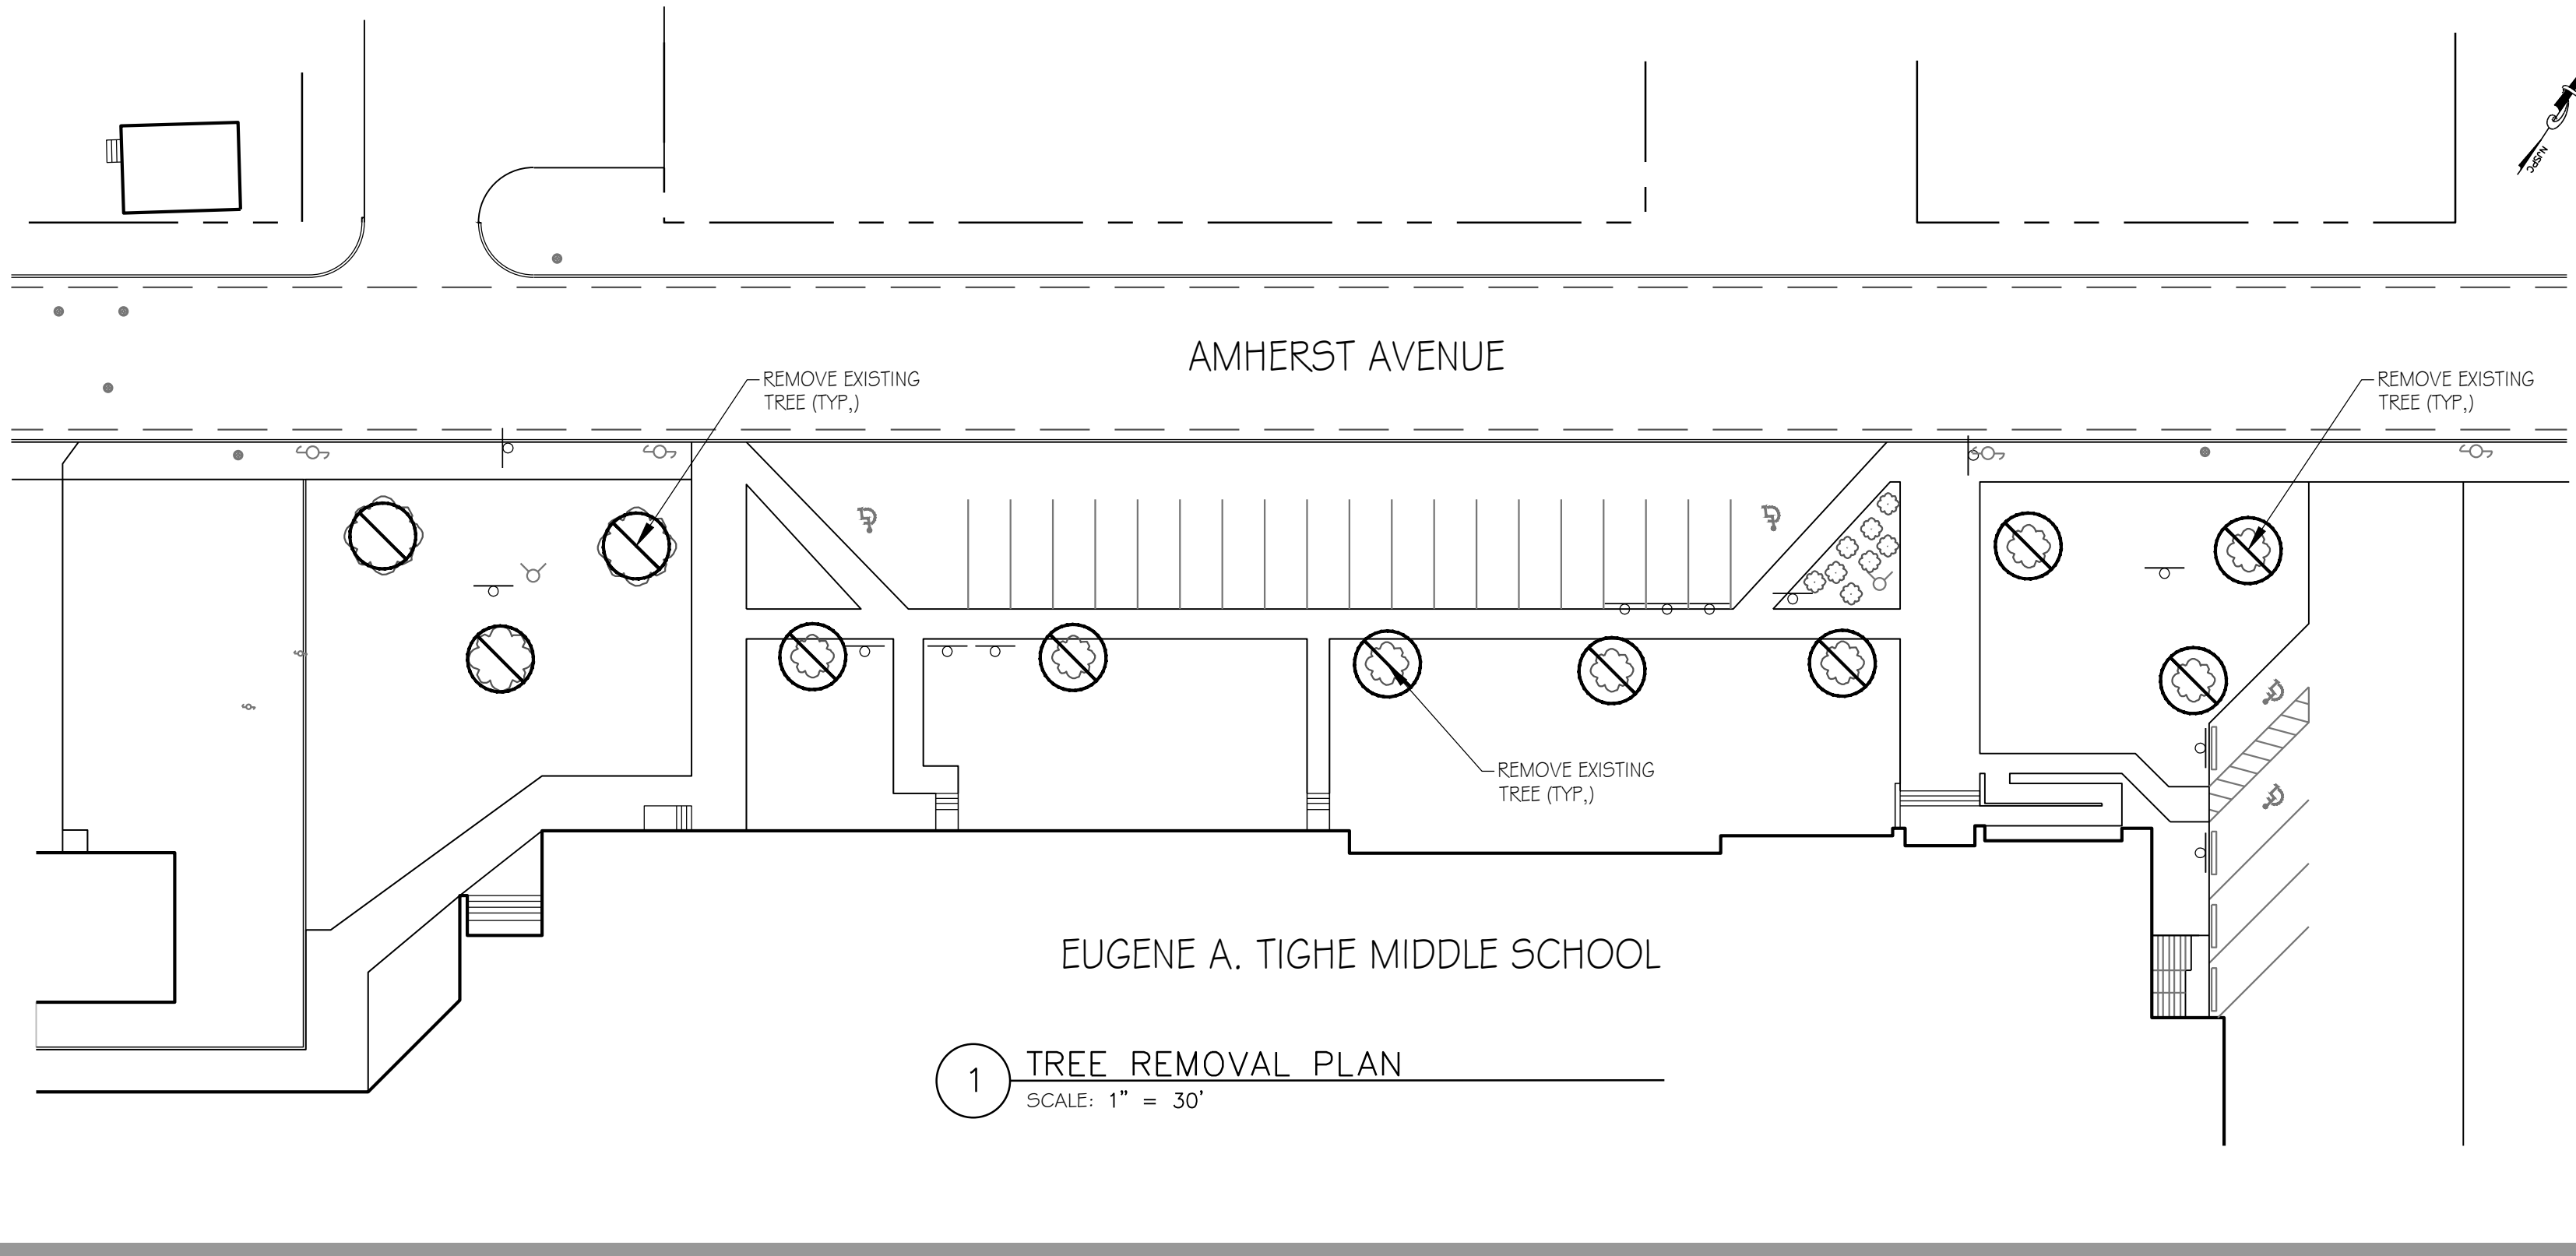 NJSPC
AMHERST AVENUE
REMOVE EXISTING
TREE (TYP,)
REMOVE EXISTING
TREE (TYP,)
REMOVE EXISTING
TREE (TYP,)
EUGENE A. TIGHE MIDDLE SCHOOL
1
TREE REMOVAL PLAN
SCALE: 1" = 30'